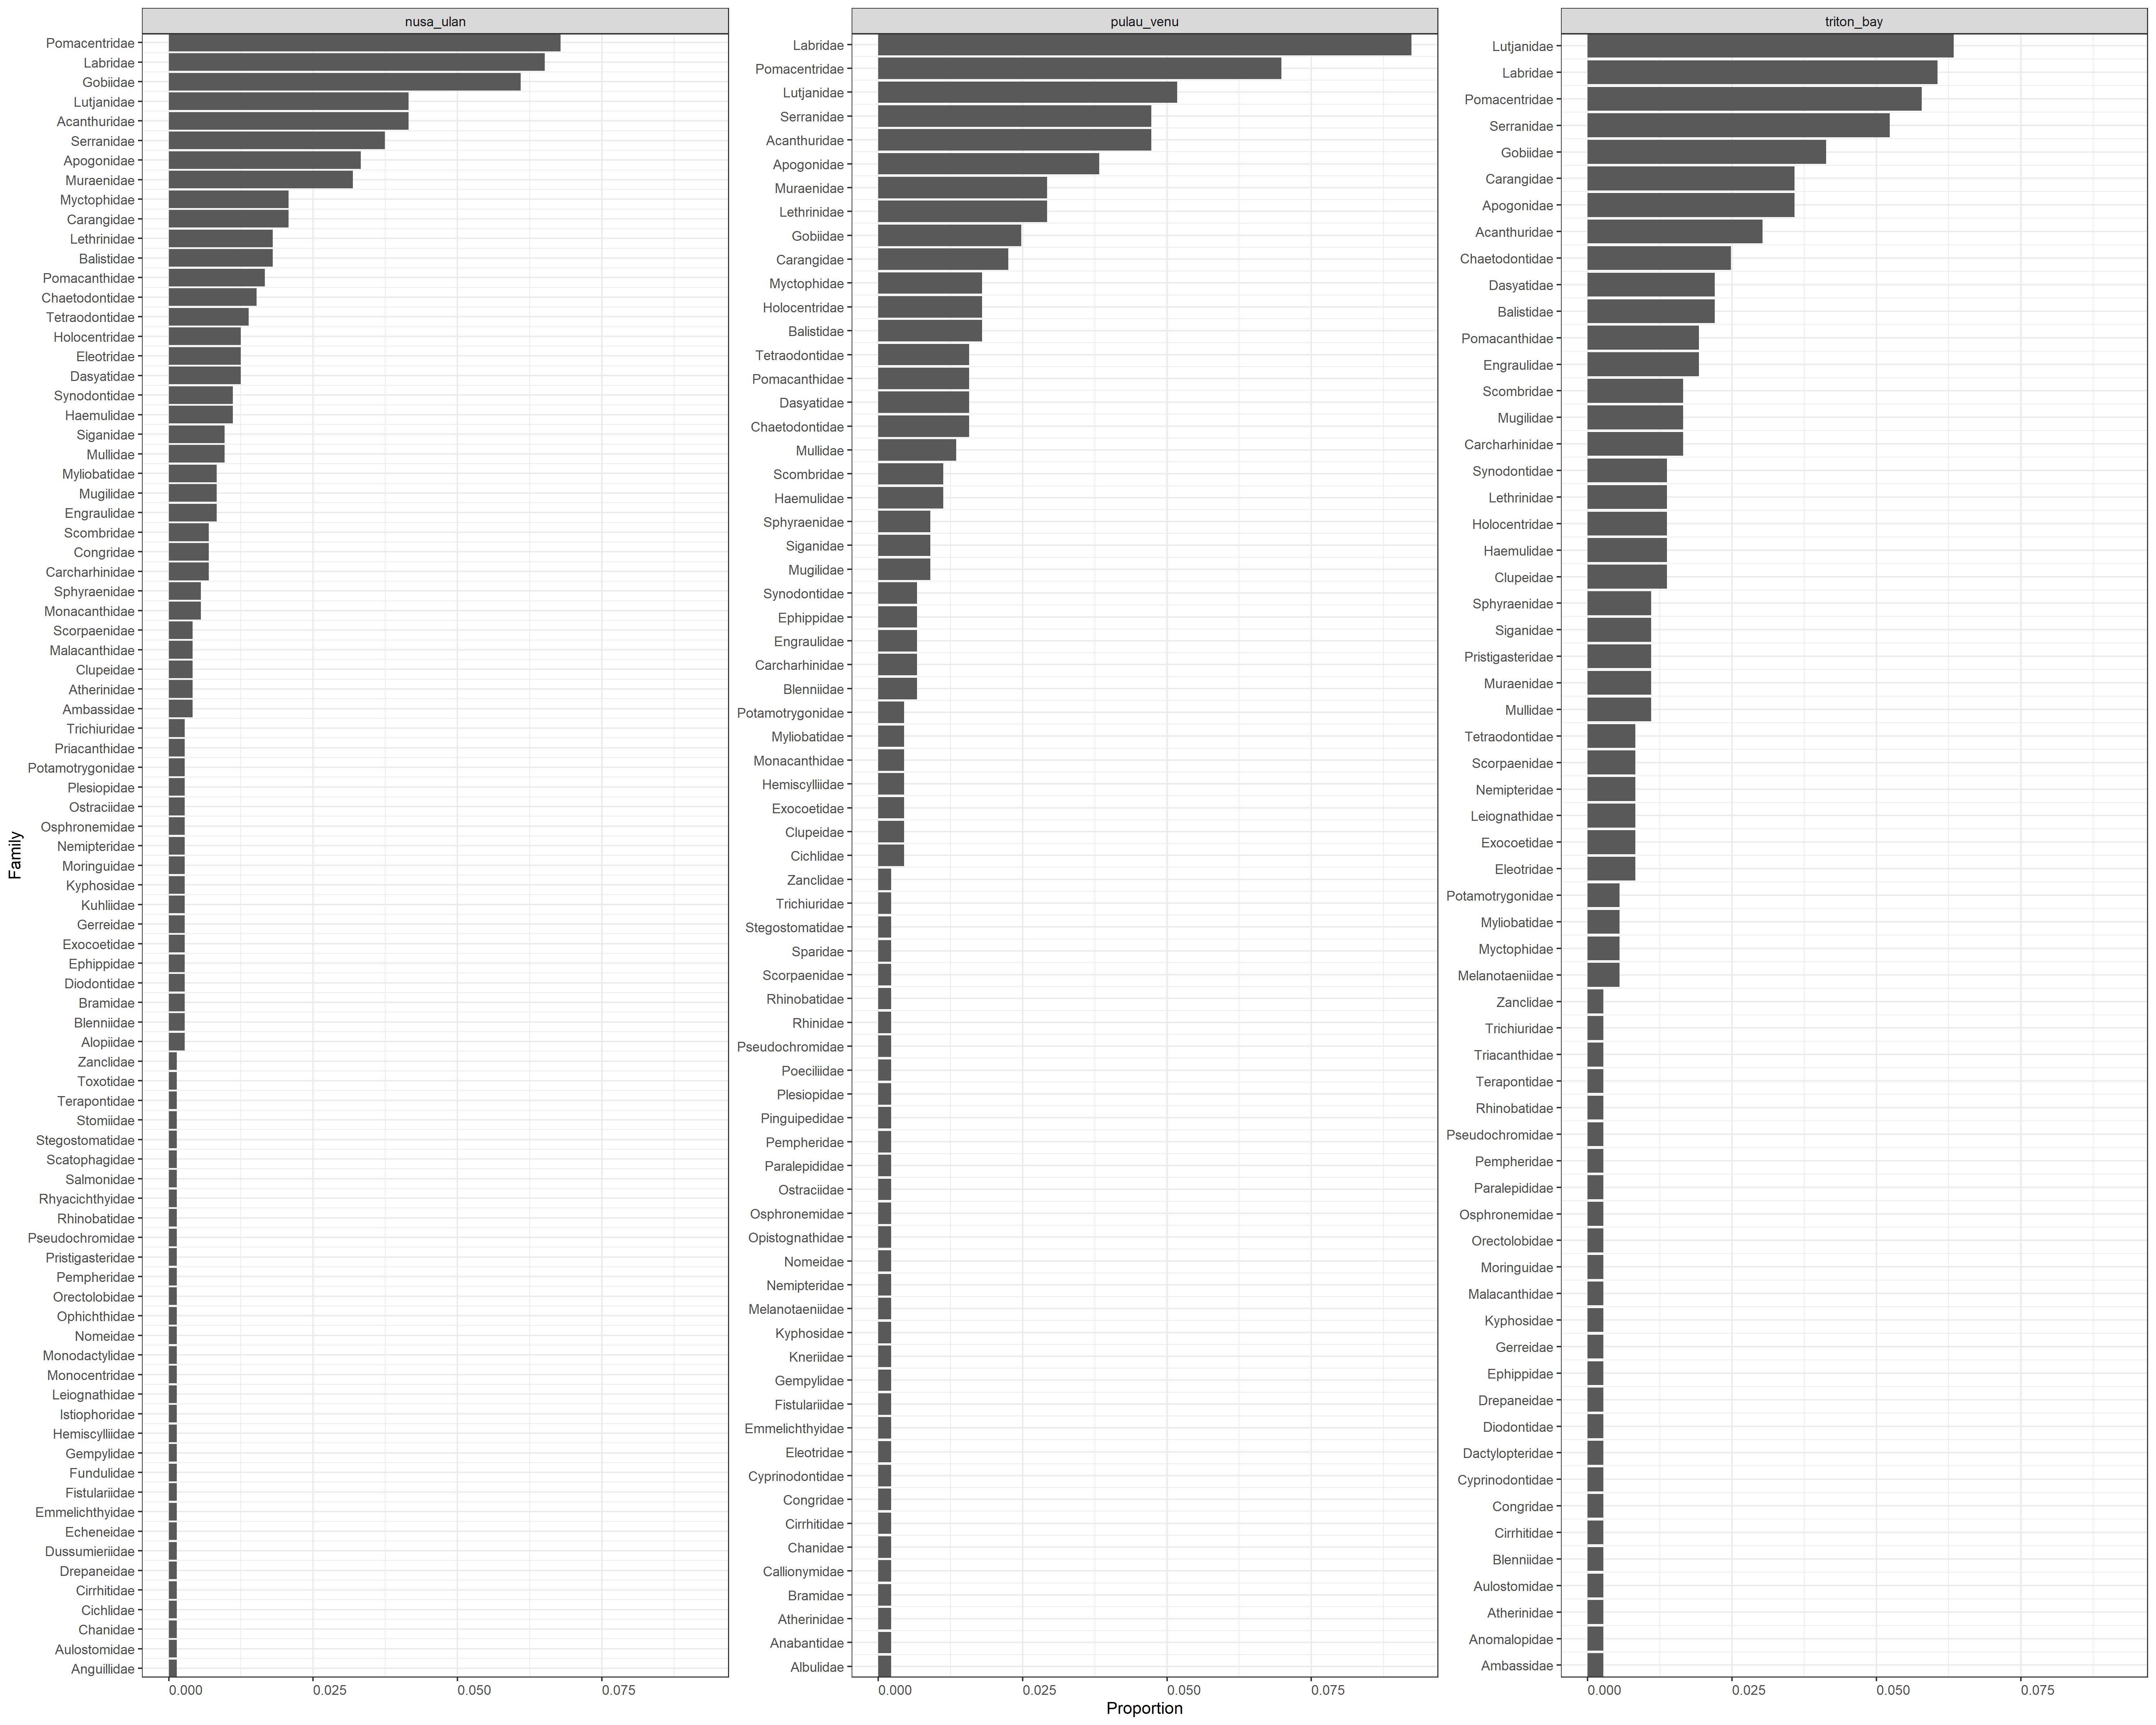 nusa_ulan
Pomacentridae
Labridae
Gobiidae
Lutjanidae
Acanthuridae
Serranidae
Apogonidae
Muraenidae
Myctophidae
Carangidae
Lethrinidae
Balistidae
Pomacanthidae
Chaetodontidae
Tetraodontidae
Holocentridae
Eleotridae
Dasyatidae
Synodontidae
Haemulidae
Siganidae
Mullidae
Myliobatidae
Mugilidae
Engraulidae
Scombridae
Congridae
Carcharhinidae
Sphyraenidae
Monacanthidae
Scorpaenidae
Malacanthidae
Clupeidae
Atherinidae
Ambassidae
Trichiuridae
Priacanthidae
Potamotrygonidae
Plesiopidae
Ostraciidae
Osphronemidae
Nemipteridae
Moringuidae
Kyphosidae
Kuhliidae
Gerreidae
Exocoetidae
Ephippidae
Diodontidae
Bramidae
Blenniidae
Alopiidae
Zanclidae
Toxotidae
Terapontidae
Stomiidae
Stegostomatidae
Scatophagidae
Salmonidae
Rhyacichthyidae
Rhinobatidae
Pseudochromidae
Pristigasteridae
Pempheridae
Orectolobidae
Ophichthidae
Nomeidae
Monodactylidae
Monocentridae
Leiognathidae
Istiophoridae
Hemiscylliidae
Gempylidae
Fundulidae
Fistulariidae
Emmelichthyidae
Echeneidae
Dussumieriidae
Drepaneidae
Cirrhitidae
Cichlidae
Chanidae
Aulostomidae
Anguillidae
0.000 0.025 0.050 0.075
pulau_venu
Labridae
Pomacentridae
Lutjanidae
Serranidae
Acanthuridae
Apogonidae
Muraenidae
Lethrinidae
Gobiidae
Carangidae
Myctophidae
Holocentridae
Balistidae
Tetraodontidae
Pomacanthidae
Dasyatidae
Chaetodontidae
Mullidae
Scombridae
Haemulidae
Sphyraenidae
Siganidae
Mugilidae
Synodontidae
Ephippidae
Engraulidae
Carcharhinidae
Blenniidae
Potamotrygonidae
Myliobatidae
Monacanthidae
Hemiscylliidae
Exocoetidae
Clupeidae
Cichlidae
Zanclidae
Trichiuridae
Stegostomatidae
Sparidae
Scorpaenidae
Rhinobatidae
Rhinidae
Pseudochromidae
Poeciliidae
Plesiopidae
Pinguipedidae
Pempheridae
Paralepididae
Ostraciidae
Osphronemidae
Opistognathidae
Nomeidae
Nemipteridae
Melanotaeniidae
Kyphosidae
Kneriidae
Gempylidae
Fistulariidae
Emmelichthyidae
Eleotridae
Cyprinodontidae
Congridae
Cirrhitidae
Chanidae
Callionymidae
Bramidae
Atherinidae
Anabantidae
Albulidae
0.000 0.025 0.050 0.075
triton_bay
Lutjanidae
Labridae
Pomacentridae
Serranidae
Gobiidae
Carangidae
Apogonidae
Acanthuridae
Chaetodontidae
Dasyatidae
Balistidae
Pomacanthidae
Engraulidae
Scombridae
Mugilidae
Carcharhinidae
Synodontidae
Lethrinidae
Holocentridae
Haemulidae
Clupeidae
Sphyraenidae
Siganidae
Pristigasteridae
Muraenidae
Mullidae
Tetraodontidae
Scorpaenidae
Nemipteridae
Leiognathidae
Exocoetidae
Eleotridae
Potamotrygonidae
Myliobatidae
Myctophidae
Melanotaeniidae
Zanclidae
Trichiuridae
Triacanthidae
Terapontidae
Rhinobatidae
Pseudochromidae
Pempheridae
Paralepididae
Osphronemidae
Orectolobidae
Moringuidae
Malacanthidae
Kyphosidae
Gerreidae
Ephippidae
Drepaneidae
Diodontidae
Dactylopteridae
Cyprinodontidae
Congridae
Cirrhitidae
Blenniidae
Aulostomidae
Atherinidae
Anomalopidae
Ambassidae
0.000 0.025 0.050 0.075
Family
Proportion